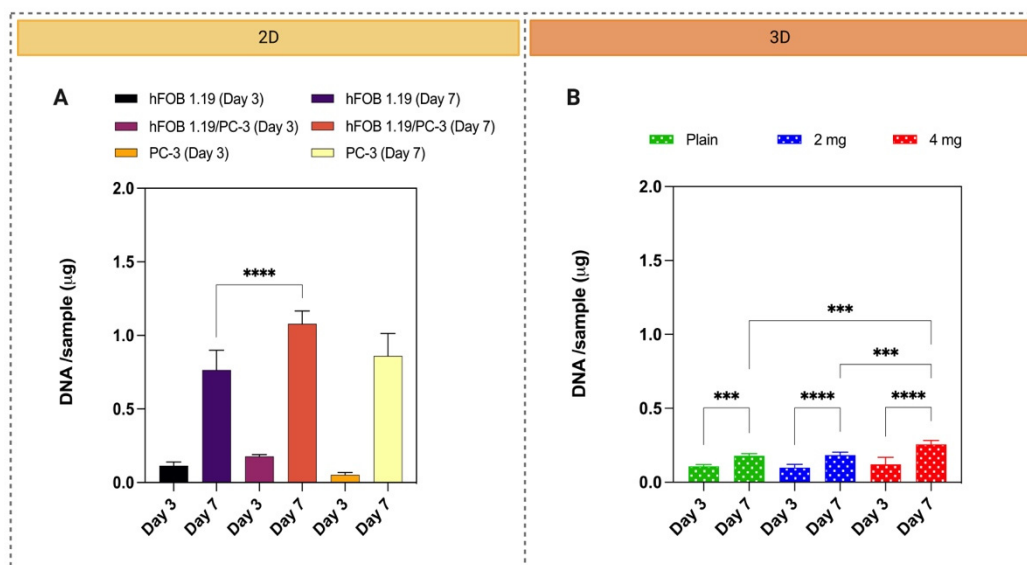 2D
3D
A
hFOB 1.19 (Day 3)
hFOB 1.19 (Day 7)
hFOB 1.19/PC-3 (Day 3)
hFOB 1.19/PC-3 (Day 7)
PC-3 (Day 3)
PC-3 (Day 7)
DNA /sample (µg)
2.0
1.5
1.0
0.5
0.0
****
Day 3
Day 7
Day 3
Day 7
Day 3
Day 7
B
Plain
2 mg
4 mg
DNA /sample (µg)
2.0
1.5
1.0
0.5
0.0
***
***
***
****
****
Day 3
Day 7
Day 3
Day 7
Day 3
Day 7